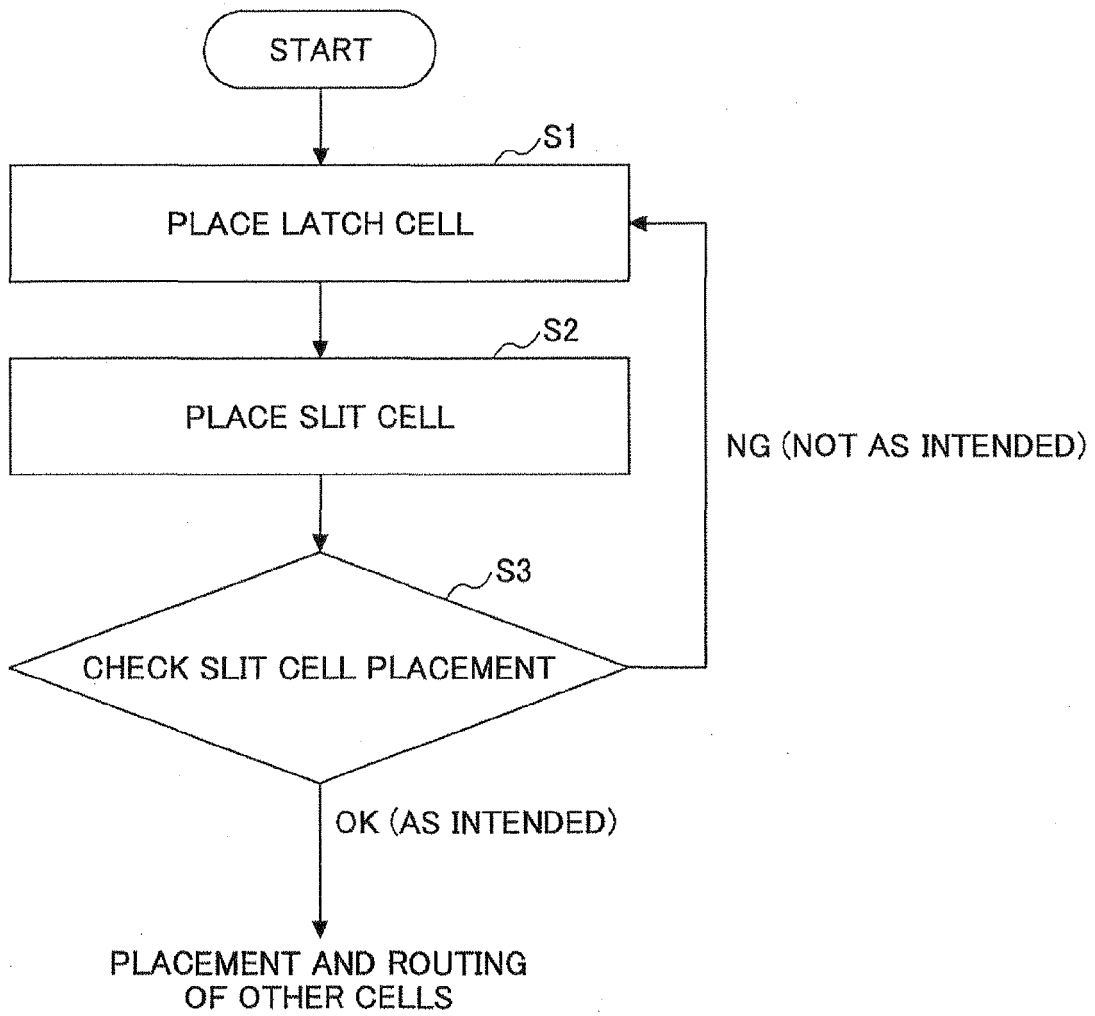 START
S1
PLACE LATCH CELL
S2
PLACE SLIT CELL
NG (NOT AS INTENDED)
S3
CHECK SLIT CELL PLACEMENT
OK (AS INTENDED)
PLACEMENT AND ROUTING
OF OTHER CELLS